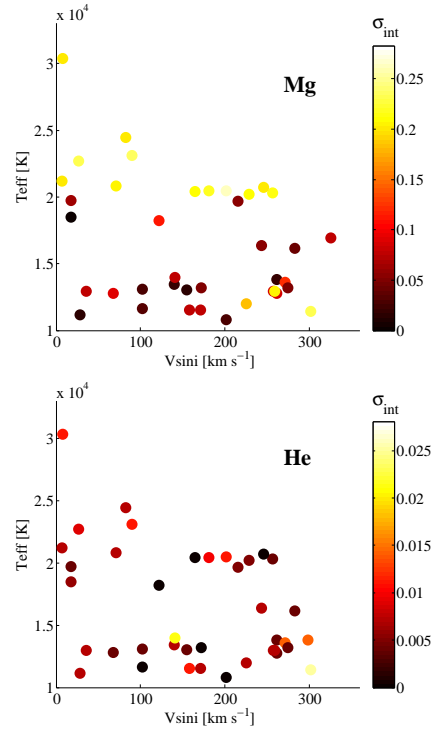 x 10^4
σ_int
3
2.5
2
1.5
1
Teff [K]
Mg
0.25
0.2
0.15
0.1
0.05
0
0 100 200 300
Vsini [km s^-1]
x 10^4
σ_int
3
2.5
2
1.5
1
Teff [K]
He
0.025
0.02
0.015
0.01
0.005
0
0 100 200 300
Vsini [km s^-1]